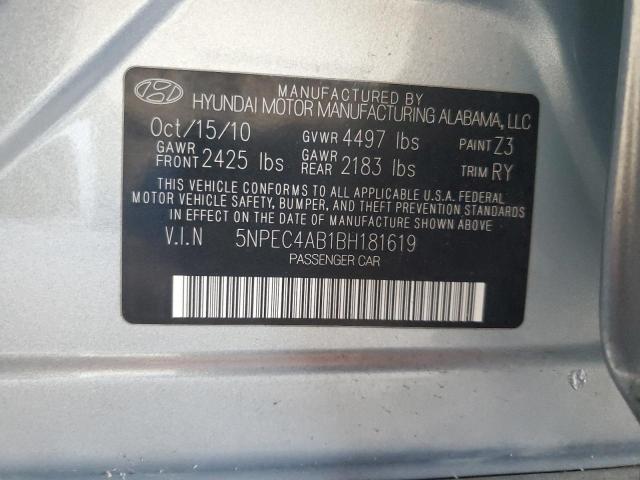 MANUFACTURED BY
HYUNDAI MOTOR MANUFACTURING ALABAMA, LLC
Oct/15/10 GVWR 4497 lbs PAINT Z3
GAWR FRONT 2425 lbs GAWR REAR 2183 lbs TRIM RY
THIS VEHICLE CONFORMS TO ALL APPLICABLE U.S.A. FEDERAL
MOTOR VEHICLE SAFETY, BUMPER, AND THEFT PREVENTION
STANDARDS IN EFFECT ON THE DATE OF MANUFACTURE SHOWN ABOVE.
V.I.N 5NPEC4AB1BH181619
PASSENGER CAR